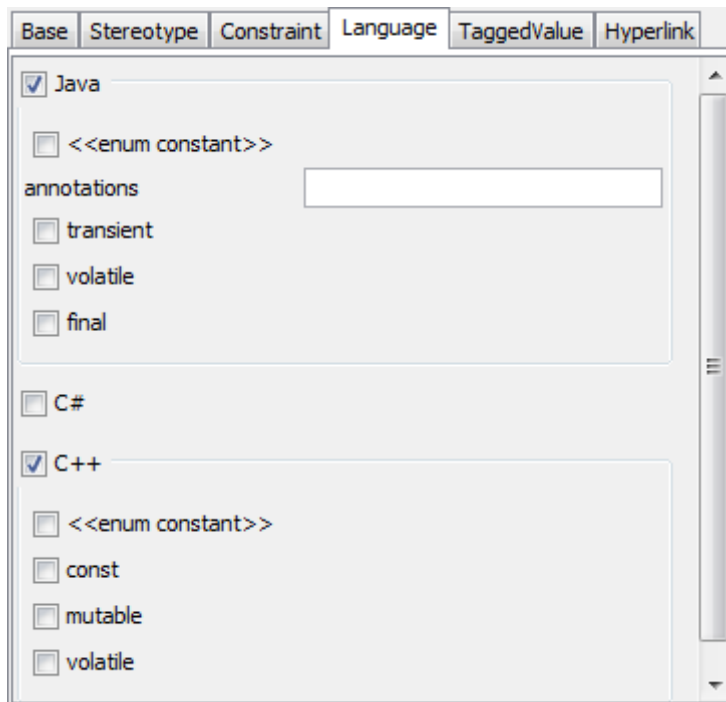 Base Stereotype Constraint Language TaggedValue Hyperlink
Java
<<enum constant>>
annotations
transient
volatile
final
C#
C++
<<enum constant>>
const
mutable
volatile